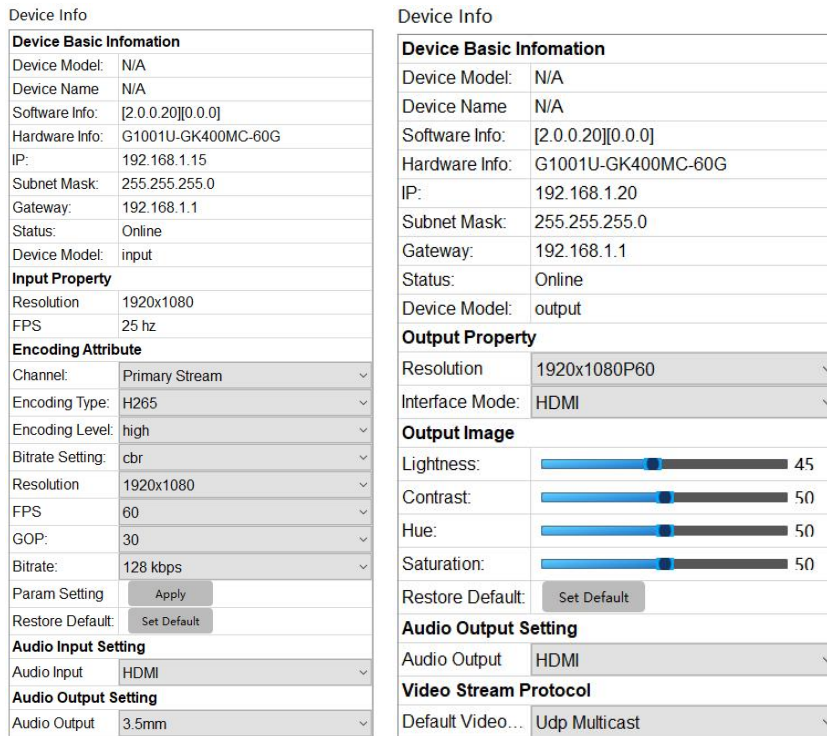 Device Info
Device Basic Infomation
Device Model: N/A
Device Name N/A
Software Info: [2.0.0.20][0.0.0]
Hardware Info: G1001U-GK400MC-60G
IP: 192.168.1.15
Subnet Mask: 255.255.255.0
Gateway: 192.168.1.1
Status: Online
Device Model: input
Input Property
Resolution 1920x1080
FPS 25 hz
Encoding Attribute
Channel: Primary Stream
Encoding Type: H265
Encoding Level: high
Bitrate Setting: cbr
Resolution 1920x1080
FPS 60
GOP: 30
Bitrate: 128 kbps
Param Setting Apply
Restore Default: Set Default
Audio Input Setting
Audio Input HDMI
Audio Output Setting
Audio Output 3.5mm
Device Info
Device Basic Infomation
Device Model: N/A
Device Name N/A
Software Info: [2.0.0.20][0.0.0]
Hardware Info: G1001U-GK400MC-60G
IP: 192.168.1.20
Subnet Mask: 255.255.255.0
Gateway: 192.168.1.1
Status: Online
Device Model: output
Output Property
Resolution 1920x1080P60
Interface Mode: HDMI
Output Image
Lightness: 45
Contrast: 50
Hue: 50
Saturation: 50
Restore Default: Set Default
Audio Output Setting
Audio Output HDMI
Video Stream Protocol
Default Video... Udp Multicast